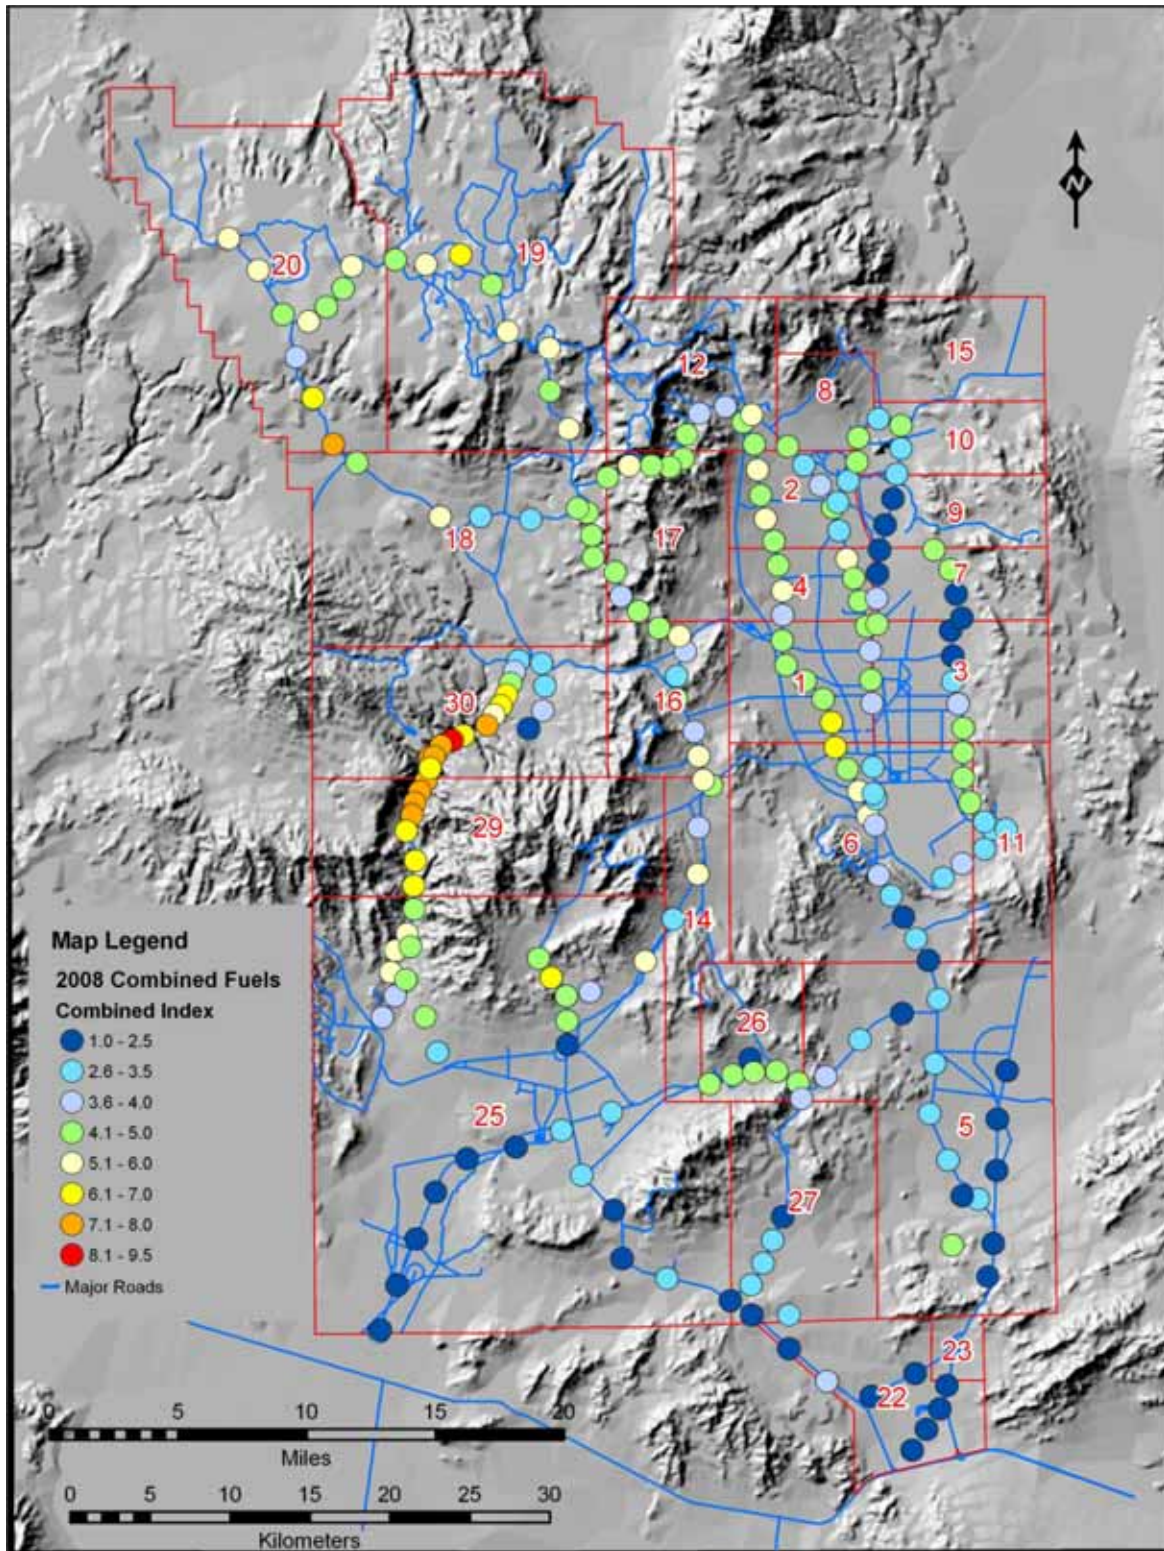 N
19
20
15
12
8
10
2
9
18
17
7
4
3
1
30
16
29
6
11
14
Map Legend
2008 Combined Fuels
Combined Index
1.0 - 2.5
2.6 - 3.5
3.6 - 4.0
4.1 - 5.0
5.1 - 6.0
6.1 - 7.0
7.1 - 8.0
8.1 - 9.5
Major Roads
26
25
5
27
23
22
0 5 10 15 20
Miles
0 5 10 15 20 25 30
Kilometers